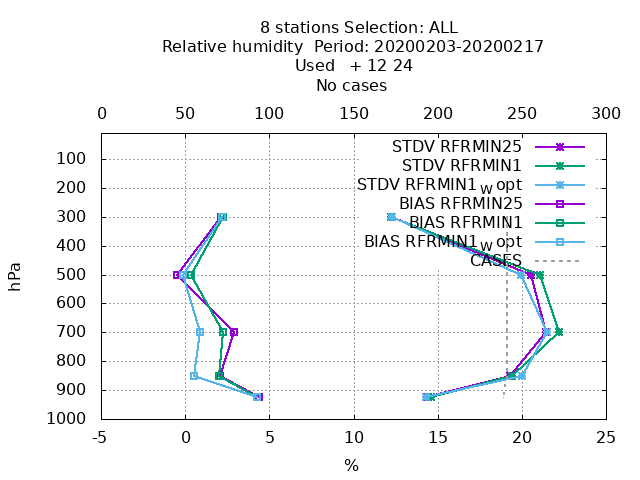 8 stations Selection: ALL
Relative humidity  Period: 20200203-20200217
Used   + 12 24
No cases
0 50 100 150 200 250 300
STDV RFRMIN25
STDV RFRMIN1
STDV RFRMIN1w opt
BIAS RFRMIN25
BIAS RFRMIN1
BIAS RFRMIN1w opt
CASES
100
200
300
400
500
600
700
800
900
1000
hPa
-5 0 5 10 15 20 25
%